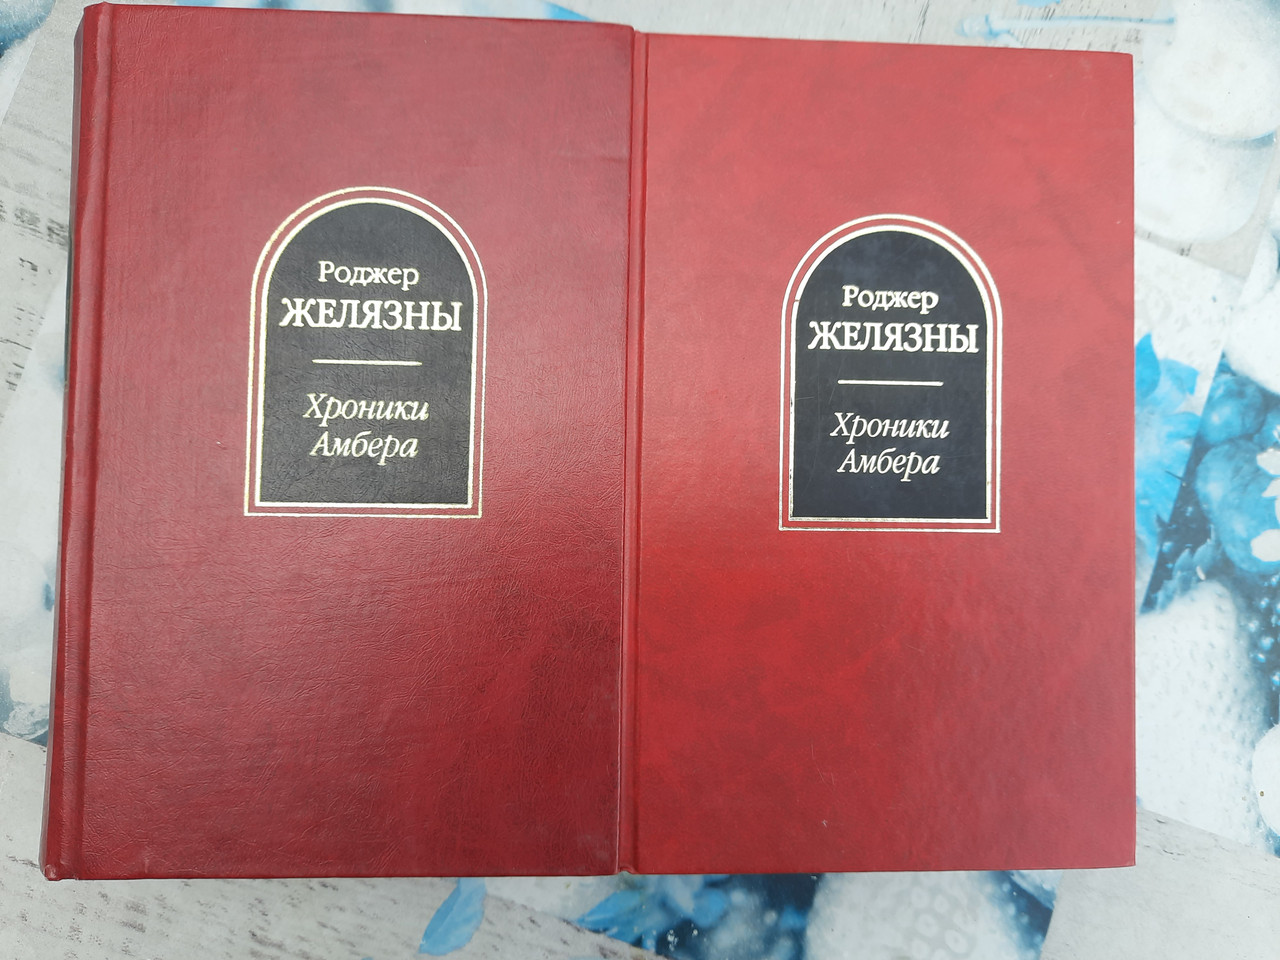 Роджер
ЖЕЛЯЗНЫ
Хроники
Амбера
Роджер
ЖЕЛЯЗНЫ
Хроники
Амбера